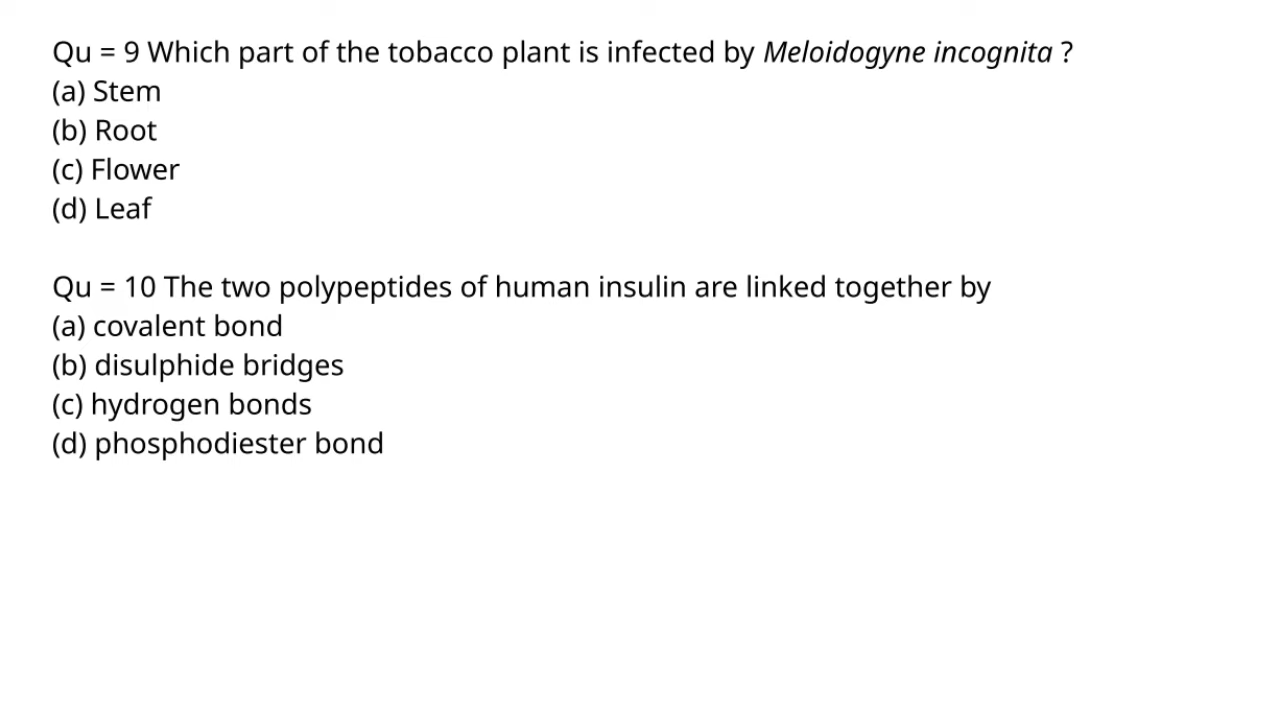 Qu = 9 Which part of the tobacco plant is infected by Meloidogyne incognita ?
(a) Stem
(b) Root
(c) Flower
(d) Leaf
Qu = 10 The two polypeptides of human insulin are linked together by
(a) covalent bond
(b) disulphide bridges
(c) hydrogen bonds
(d) phosphodiester bond